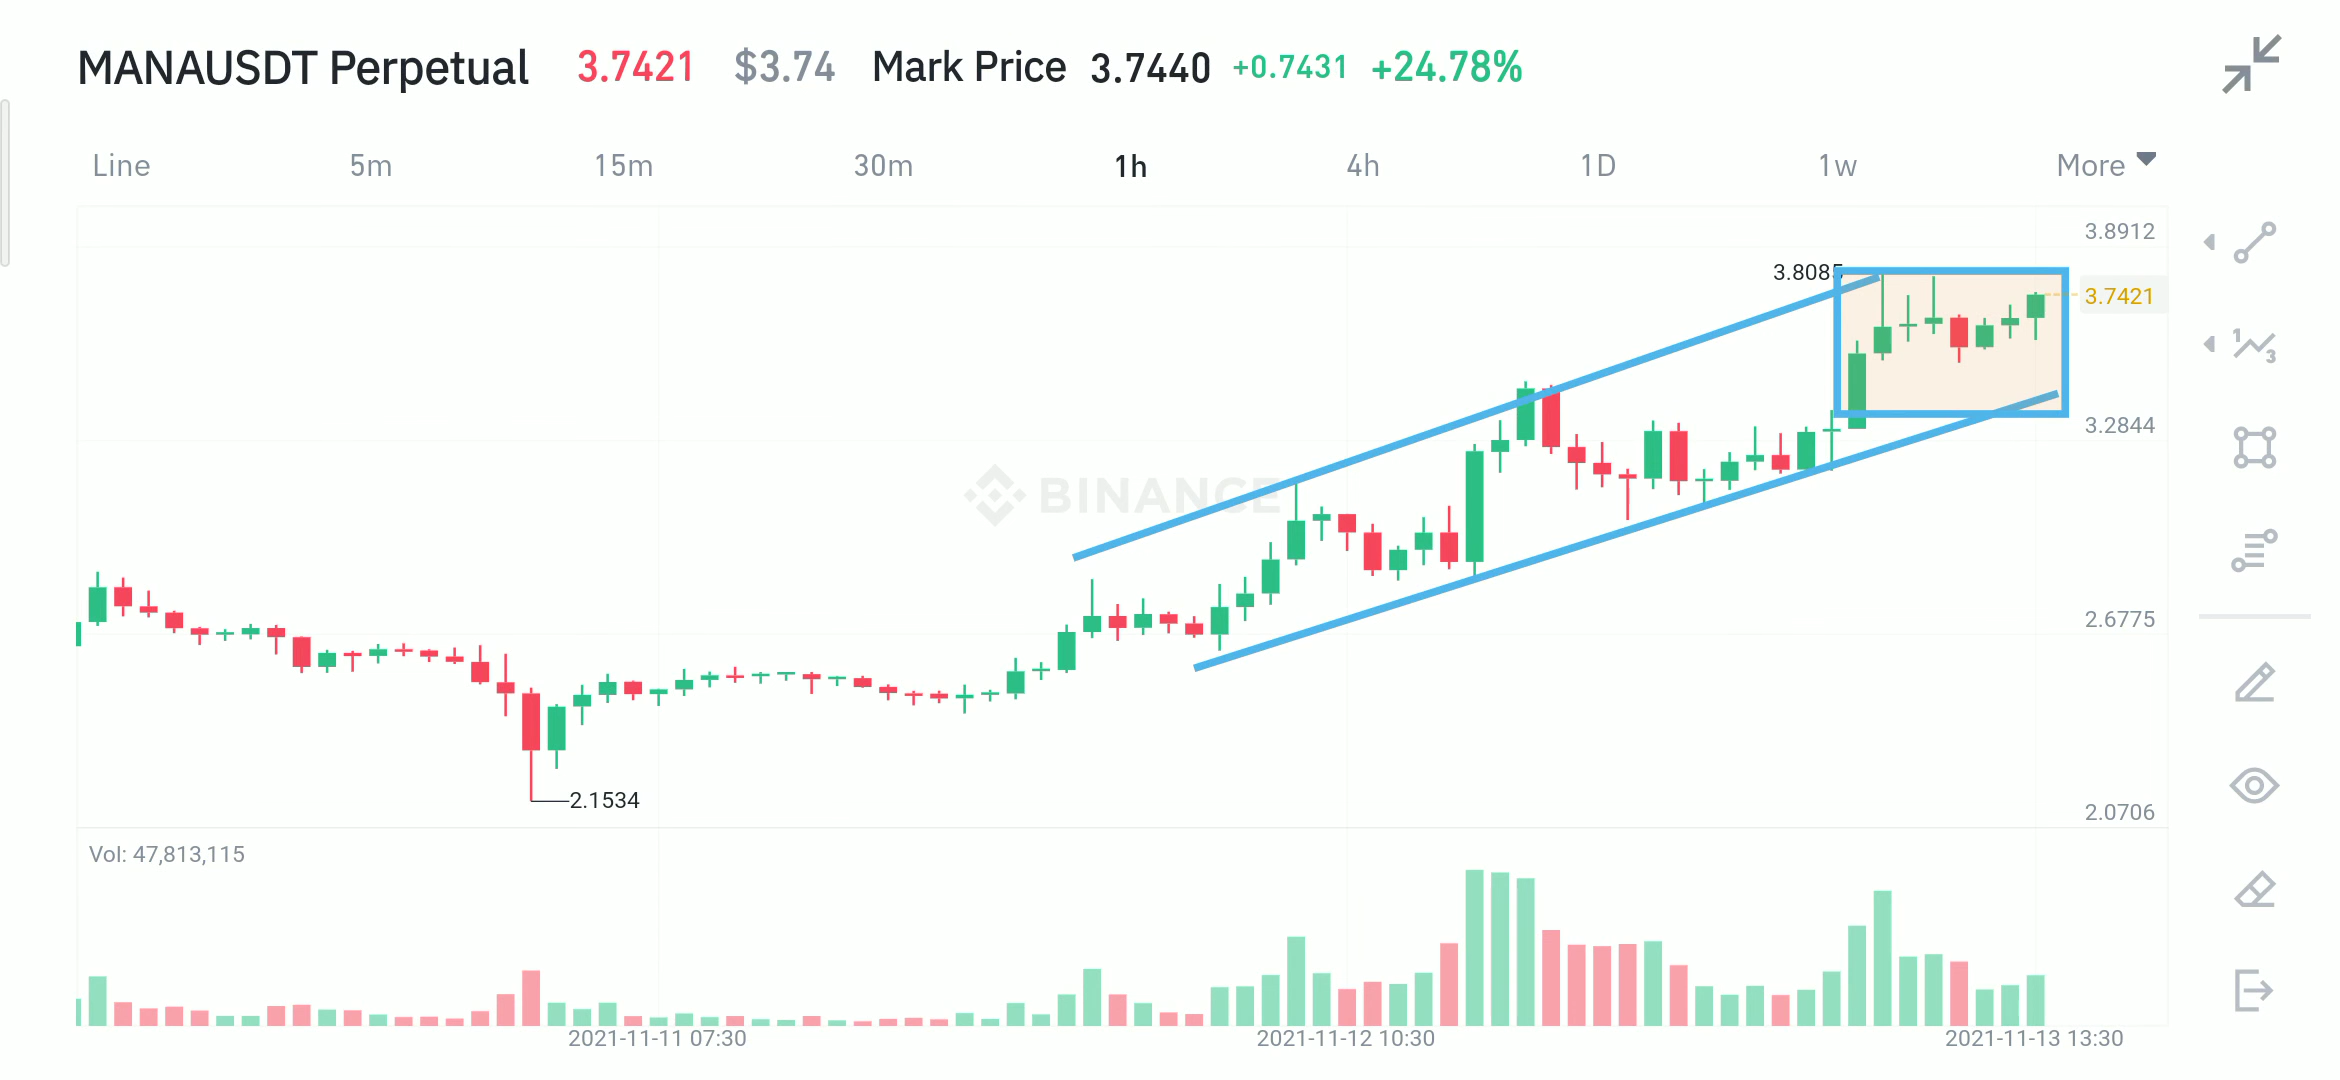 MANAUSDT Perpetual 3.7421 $3.74 Mark Price 3.7440 +0.7431 +24.78%
Line 5m 15m 30m 1h 4h 1D 1w More
3.8912
3.8085
3.7421
1 3
3.2844
BINANCE
2.6775
2.1534
2.0706
Vol: 47,813,115
2021-11-11 07:30 2021-11-12 10:30 2021-11-13 13:30